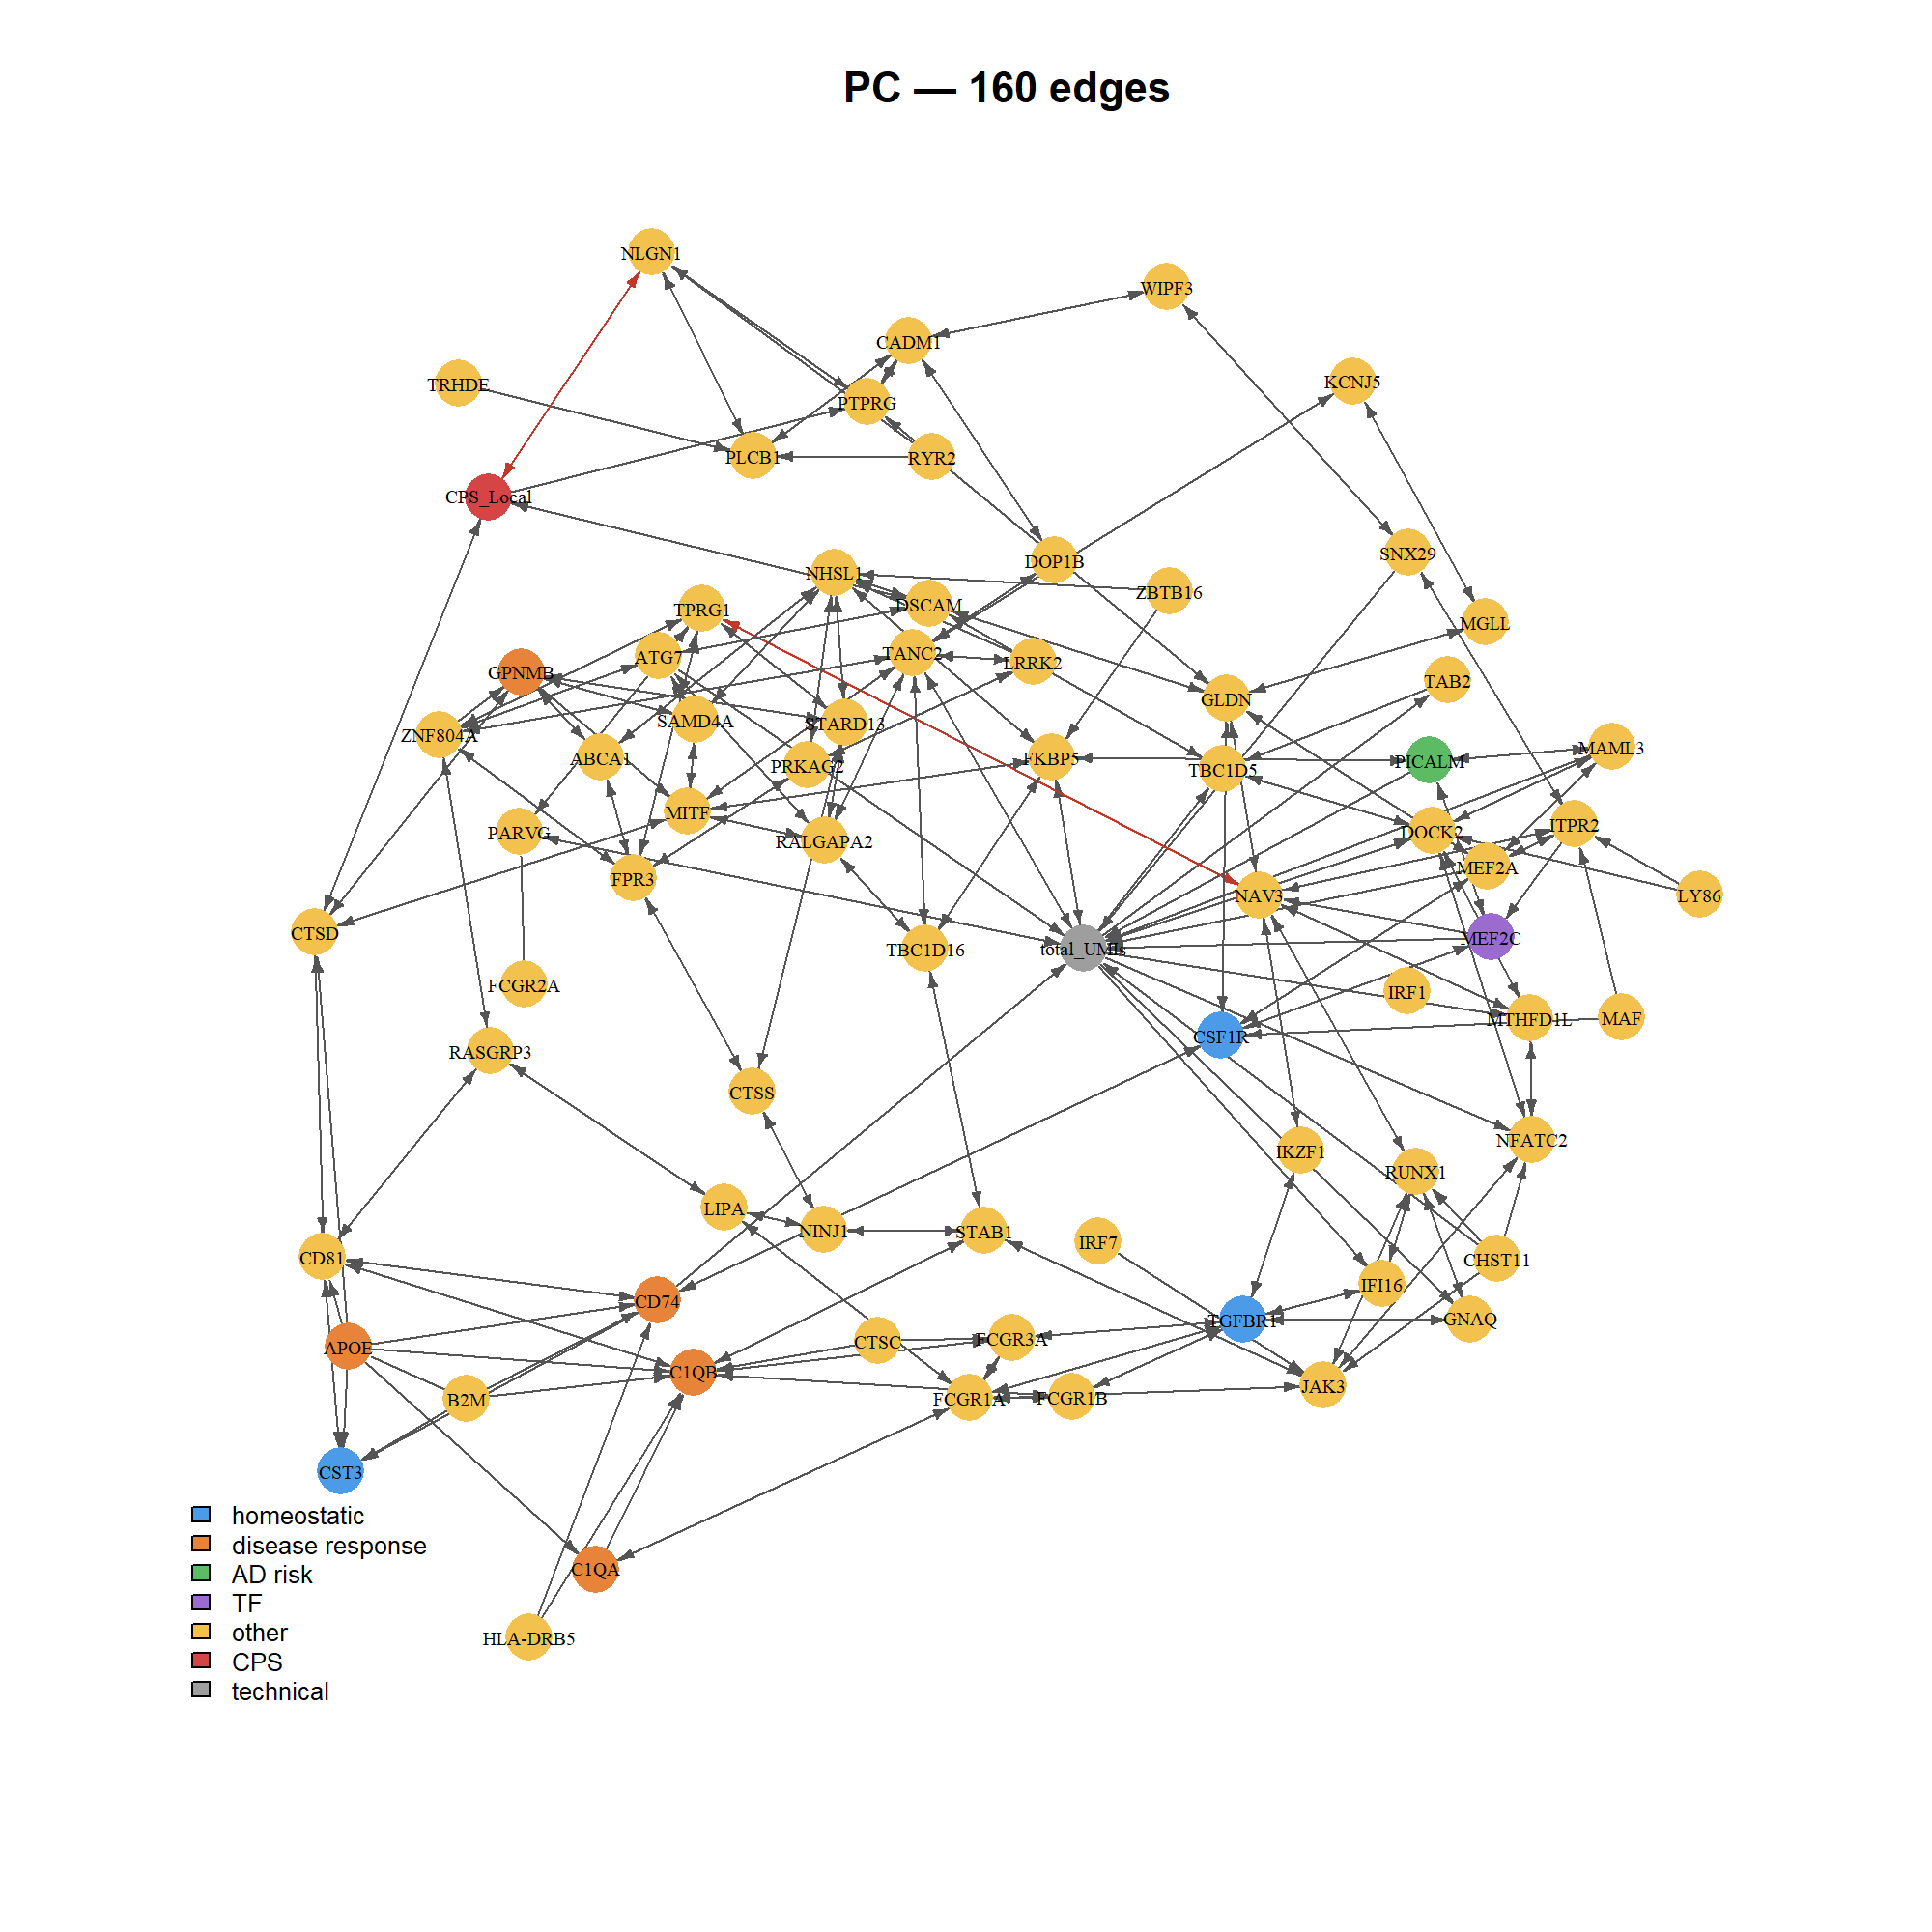 PC — 160 edges
NLGN1
WIPF3
CADM1
TRHDE
KCNJ5
PTPRG
PLCB1
RYR2
CPS_Local
DOP1B
SNX29
NHSL1
ZBTB16
DSCAM
TPRG1
MGLL
ATG7
TANC2
LRRK2
GPNMB
TAB2
GLDN
SAMD4A
STARD13
ZNF804A
MAML3
ABCA1
PRKAG2
FKBP5
TBC1D5
PICALM
MITF
ITPR2
PARVG
RALGAPA2
DOCK2
MEF2A
FPR3
NAV3
LY86
CTSD
TBC1D16
total_UMIs
MEF2C
FCGR2A
IRF1
MTHFD1L
MAF
CSF1R
RASGRP3
CTSS
NFATC2
IKZF1
RUNX1
LIPA
NINJ1
STAB1
IRF7
CD81
CHST11
IFI16
CD74
TGFBR1
GNAQ
CTSC
FCGR3A
APOE
C1QB
JAK3
B2M
FCGR1A
FCGR1B
CST3
C1QA
HLA-DRB5
homeostatic
disease response
AD risk
TF
other
CPS
technical